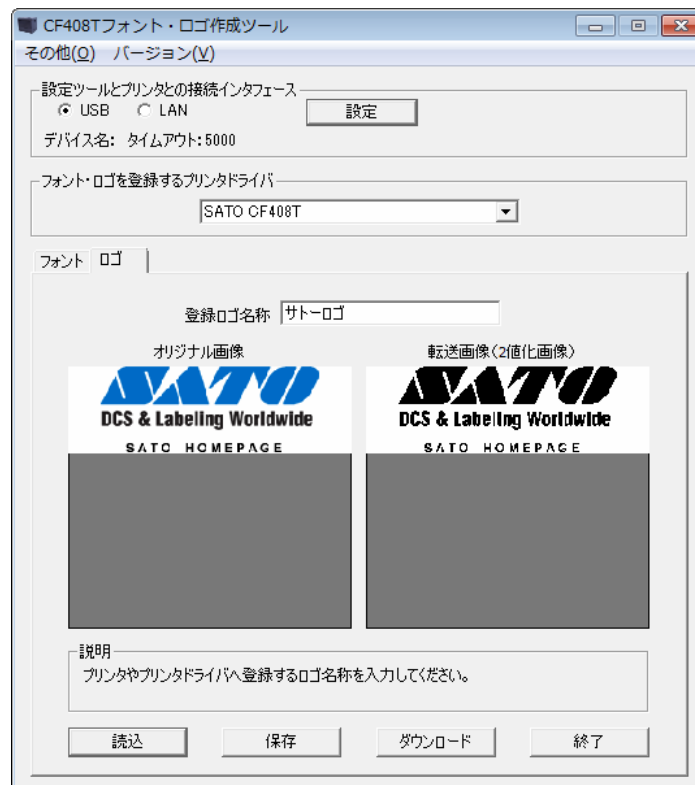 CF408Tフォント・ロゴ作成ツール
その他(O) バージョン(V)
設定ツールとプリンタとの接続インタフェース
USB LAN 設定
デバイス名: タイムアウト:5000
フォント・ロゴを登録するプリンタドライバ
SATO CF408T
フォント ロゴ
登録ロゴ名称 サトーロゴ
オリジナル画像 転送画像(2値化画像)
SATO SATO
DCS & Labeling Worldwide DCS & Labeling Worldwide
SATO HOMEPAGE SATO HOMEPAGE
説明
プリンタやプリンタドライバへ登録するロゴ名称を入力してください。
読込 保存 ダウンロード 終了